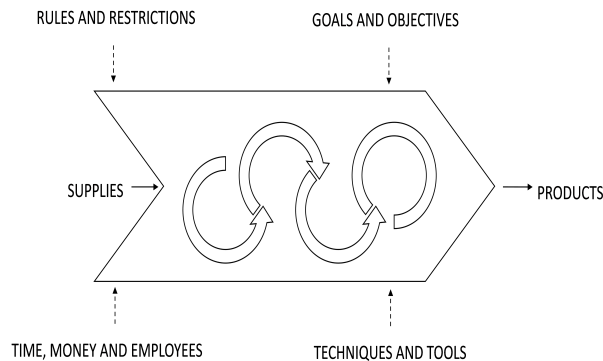 RULES AND RESTRICTIONS
GOALS AND OBJECTIVES
SUPPLIES
PRODUCTS
TIME, MONEY AND EMPLOYEES
TECHNIQUES AND TOOLS